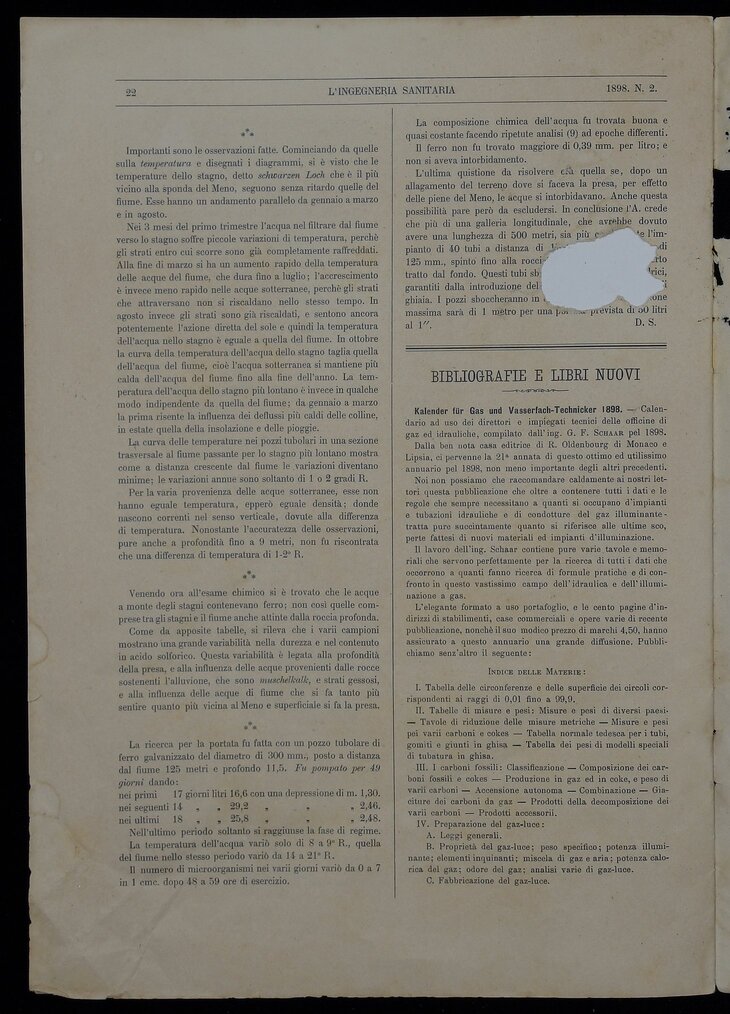 22
L'INGEGNERIA SANITARIA
1898. N. 2.
Importanti sono le osservazioni fatte. Cominciando da quelle
sulla temperatura e disegnati i diagrammi, si è visto che le
temperature dello stagno, detto schwarzen Loch che è il più
vicino alla sponda del Meno, seguono senza ritardo quelle del
fiume. Esse hanno un andamento parallelo da gennaio a marzo
e in agosto.
Nei 3 mesi del primo trimestre l'acqua nel filtrare dal fiume
verso lo stagno soffre piccole variazioni di temperatura, perchè
gli strati entro cui scorre sono già completamente raffreddati.
Alla fine di marzo si ha un aumento rapido della temperatura
delle acque del fiume, che dura fino a luglio; l'accrescimento
è invece meno rapido nelle acque sotterranee, perchè gli strati
che attraversano non si riscaldano nello stesso tempo. In
agosto invece gli strati sono già riscaldati, e sentono ancora
potentemente l'azione diretta del sole e quindi la temperatura
dell'acqua nello stagno è eguale a quella del fiume. In ottobre
la curva della temperatura dell'acqua dello stagno taglia quella
dell'acqua del fiume, cioè l'acqua sotterranea si mantiene più
calda dell'acqua del fiume fino alla fine dell'anno. La tem-
peratura dell'acqua dello stagno più lontano è invece in qualche
modo indipendente da quella del fiume; da gennaio a marzo
la prima risente la influenza dei deflussi più caldi delle colline,
in estate quella della insolazione e delle pioggie.
La curva delle temperature nei pozzi tubolari in una sezione
trasversale al fiume passante per lo stagno più lontano mostra
come a distanza crescente dal fiume le variazioni diventano
minime; le variazioni annue sono soltanto di 1 o 2 gradi R.
Per la varia provenienza delle acque sotterranee, esse non
hanno eguale temperatura, epperò eguale densità; donde
nascono correnti nel senso verticale, dovute alla differenza
di temperatura. Nonostante l'accuratezza delle osservazioni,
pure anche a profondità fino a 9 metri, non fu riscontrata
che una differenza di temperatura di 1-2° R.
Venendo ora all'esame chimico si è trovato che le acque
a monte degli stagni contenevano ferro; non così quelle com-
prese tra gli stagni e il fiume anche attinte dalla roccia profonda.
Come da apposite tabelle, si rileva che i varii campioni
mostrano una grande variabilità nella durezza e nel contenuto
in acido solforico. Questa variabilità è legata alla profondità
della presa, e alla influenza delle acque provenienti dalle rocce
sostenenti l'alluvione, che sono muschelkalk, e strati gessosi,
e alla influenza delle acque di fiume che si fa tanto più
sentire quanto più vicina al Meno e superficiale si fa la presa.
La ricerca per la portata fu fatta con un pozzo tubolare di
ferro galvanizzato del diametro di 300 mm., posto a distanza
dal fiume 125 metri e profondo 11,5. Fu pompato per 49
giorni dando:
nei primi 17 giorni litri 16,6 con una depressione di m. 1,30.
nei seguenti 14 „ „ 29,2 „ „ „ 2,46.
nei ultimi 18 „ „ 25,8 „ „ „ 2,48.
Nell'ultimo periodo soltanto si raggiunse la fase di regime.
La temperatura dell'acqua variò solo di 8 a 9° R., quella
del fiume nello stesso periodo variò da 14 a 21° R.
Il numero di microorganismi nei varii giorni variò da 0 a 7
in 1 cmc. dopo 48 a 59 ore di esercizio.
La composizione chimica dell'acqua fu trovata buona e
quasi costante facendo ripetute analisi (9) ad epoche differenti.
Il ferro non fu trovato maggiore di 0,39 mm. per litro; e
non si aveva intorbidamento.
L'ultima quistione da risolvere era quella se, dopo un
allagamento del terreno dove si faceva la presa, per effetto
delle piene del Meno, le acque si intorbidavano. Anche questa
possibilità pare però da escludersi. In conclusione l'A. crede
che più di una galleria longitudinale, che avrebbe dovuto
avere una lunghezza di 500 metri, sia più l'im-
pianto di 40 tubi a distanza di di
125 mm., spinto fino alla
tratto dal fondo. Questi tubi
garantiti dalla introduzione del
ghiaia. I pozzi sboccheranno in
massima sarà di 1 metro per una prevista di 50 litri
al 1″.
D. S.
BIBLIOGRAFIE E LIBRI NUOVI
Kalender für Gas und Vasserfach-Technicker 1898. — Calen-
dario ad uso dei direttori e impiegati tecnici delle officine di
gaz ed idrauliche, compilato dall'ing. G. F. SCHAAR pel 1898.
Dalla ben nota casa editrice di R. Oldenbourg di Monaco e
Lipsia, ci pervenne la 21ª annata di questo ottimo ed utilissimo
annuario pel 1898, non meno importante degli altri precedenti.
Noi non possiamo che raccomandare caldamente ai nostri let-
tori questa pubblicazione che oltre a contenere tutti i dati e le
regole che sempre necessitano a quanti si occupano d'impianti
e tubazioni idrauliche e di condotture del gaz illuminante-
tratta pure succintamente quanto si riferisce alle ultime sco,
perte fattesi di nuovi materiali ed impianti d'illuminazione.
Il lavoro dell'ing. Schaar contiene pure varie tavole e memo-
riali che servono perfettamente per la ricerca di tutti i dati che
occorrono a quanti fanno ricerca di formule pratiche e di con-
fronto in questo vastissimo campo dell'idraulica e dell'illumi-
nazione a gas.
L'elegante formato a uso portafoglio, e le cento pagine d'in-
dirizzi di stabilimenti, case commerciali e opere varie di recente
pubblicazione, nonchè il suo modico prezzo di marchi 4,50, hanno
assicurato a questo annuario una grande diffusione. Pubbli-
chiamo senz'altro il seguente:
INDICE DELLE MATERIE:
I. Tabella delle circonferenze e delle superficie dei circoli cor-
rispondenti ai raggi di 0,01 fino a 99,9.
II. Tabelle di misure e pesi: Misure e pesi di diversi paesi.
— Tavole di riduzione delle misure metriche — Misure e pesi
pei varii carboni e cokes — Tabella normale tedesca per i tubi,
gomiti e giunti in ghisa — Tabella dei pesi di modelli speciali
di tubatura in ghisa.
III. I carboni fossili: Classificazione — Composizione dei car-
boni fossili e cokes — Produzione in gaz ed in coke, e peso di
varii carboni — Accensione autonoma — Combinazione — Gia-
citure dei carboni da gaz — Prodotti della decomposizione dei
varii carboni — Prodotti accessorii.
IV. Preparazione del gaz-luce:
A. Leggi generali.
B. Proprietà del gaz-luce; peso specifico; potenza illumi-
nante; elementi inquinanti; miscela di gaz e aria; potenza calo-
rica del gaz; odore del gaz; analisi varie di gaz-luce.
C. Fabbricazione del gaz-luce.